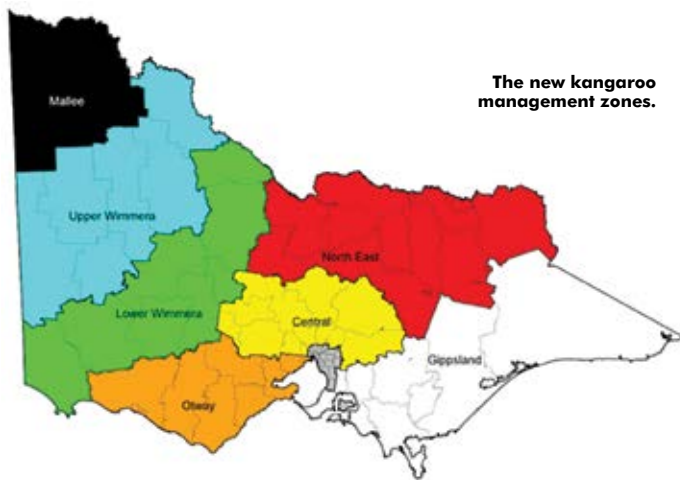 The new kangaroo
management zones.
Mallee
Upper Wimmera
North East
Lower Wimmera
Central
Gippsland
Otway